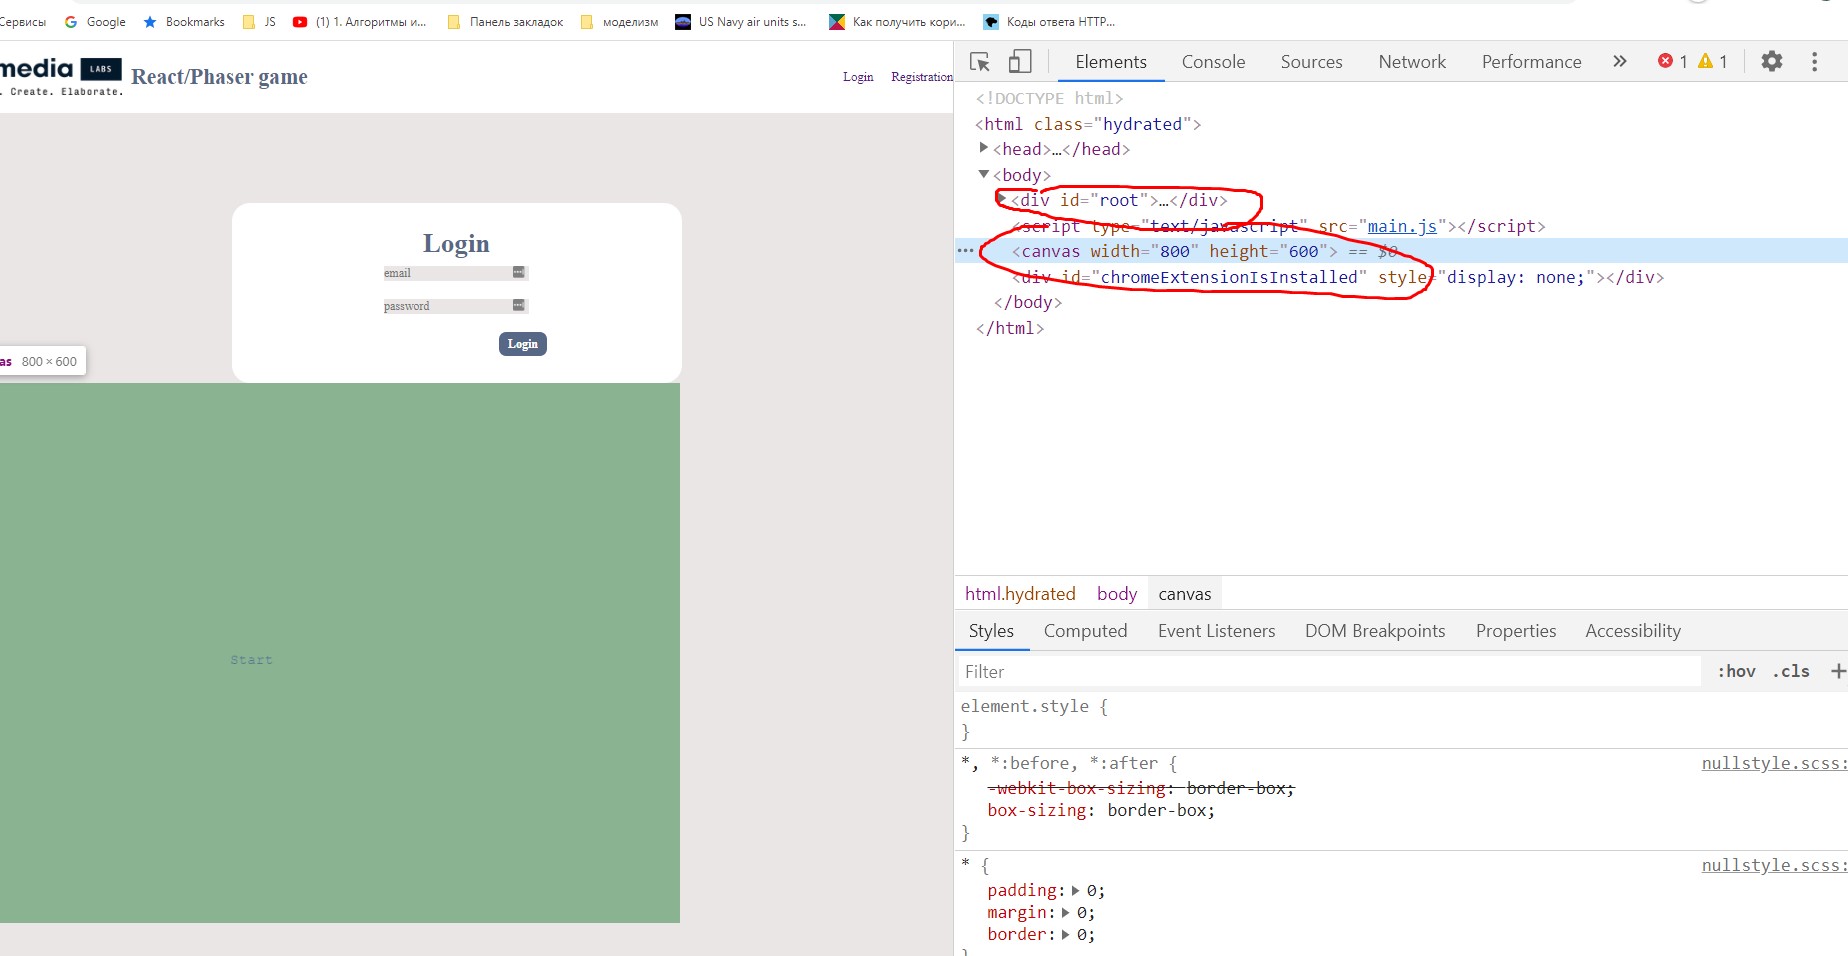 Сервисы Google Bookmarks JS (1) 1. Алгоритмы и... Панель закладок моделизм US Navy air units s... Как получить кори... Коды ответа HTTP...
media LABS React/Phaser game Login Registration
. Create. Elaborate.
Login
email
password
Login
as 800 × 600
Start
Elements Console Sources Network Performance » 1 1
<!DOCTYPE html>
<html class="hydrated">
<head>…</head>
<body>
<div id="root">…</div>
<script type="text/javascript" src="main.js"></script>
<canvas width="800" height="600"> == $0
<div id="chromeExtensionIsInstalled" style="display: none;"></div>
</body>
</html>
html.hydrated body canvas
Styles Computed Event Listeners DOM Breakpoints Properties Accessibility
Filter :hov .cls +
element.style {
}
*, *:before, *:after { nullstyle.scss:
-webkit-box-sizing: border-box;
box-sizing: border-box;
}
* { nullstyle.scss:
padding: 0;
margin: 0;
border: 0;